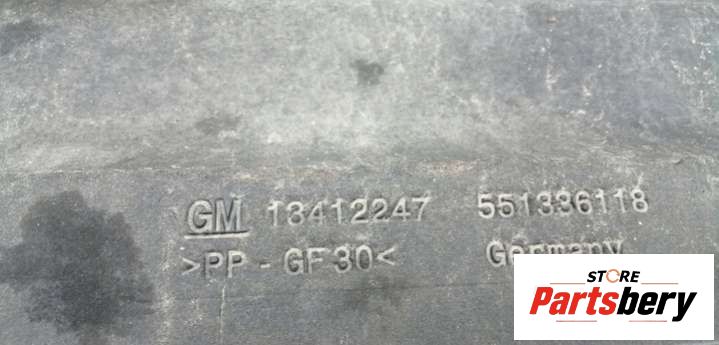 GM 13412247 551336118
>PP-GF30< Germany
STORE
Partsbery